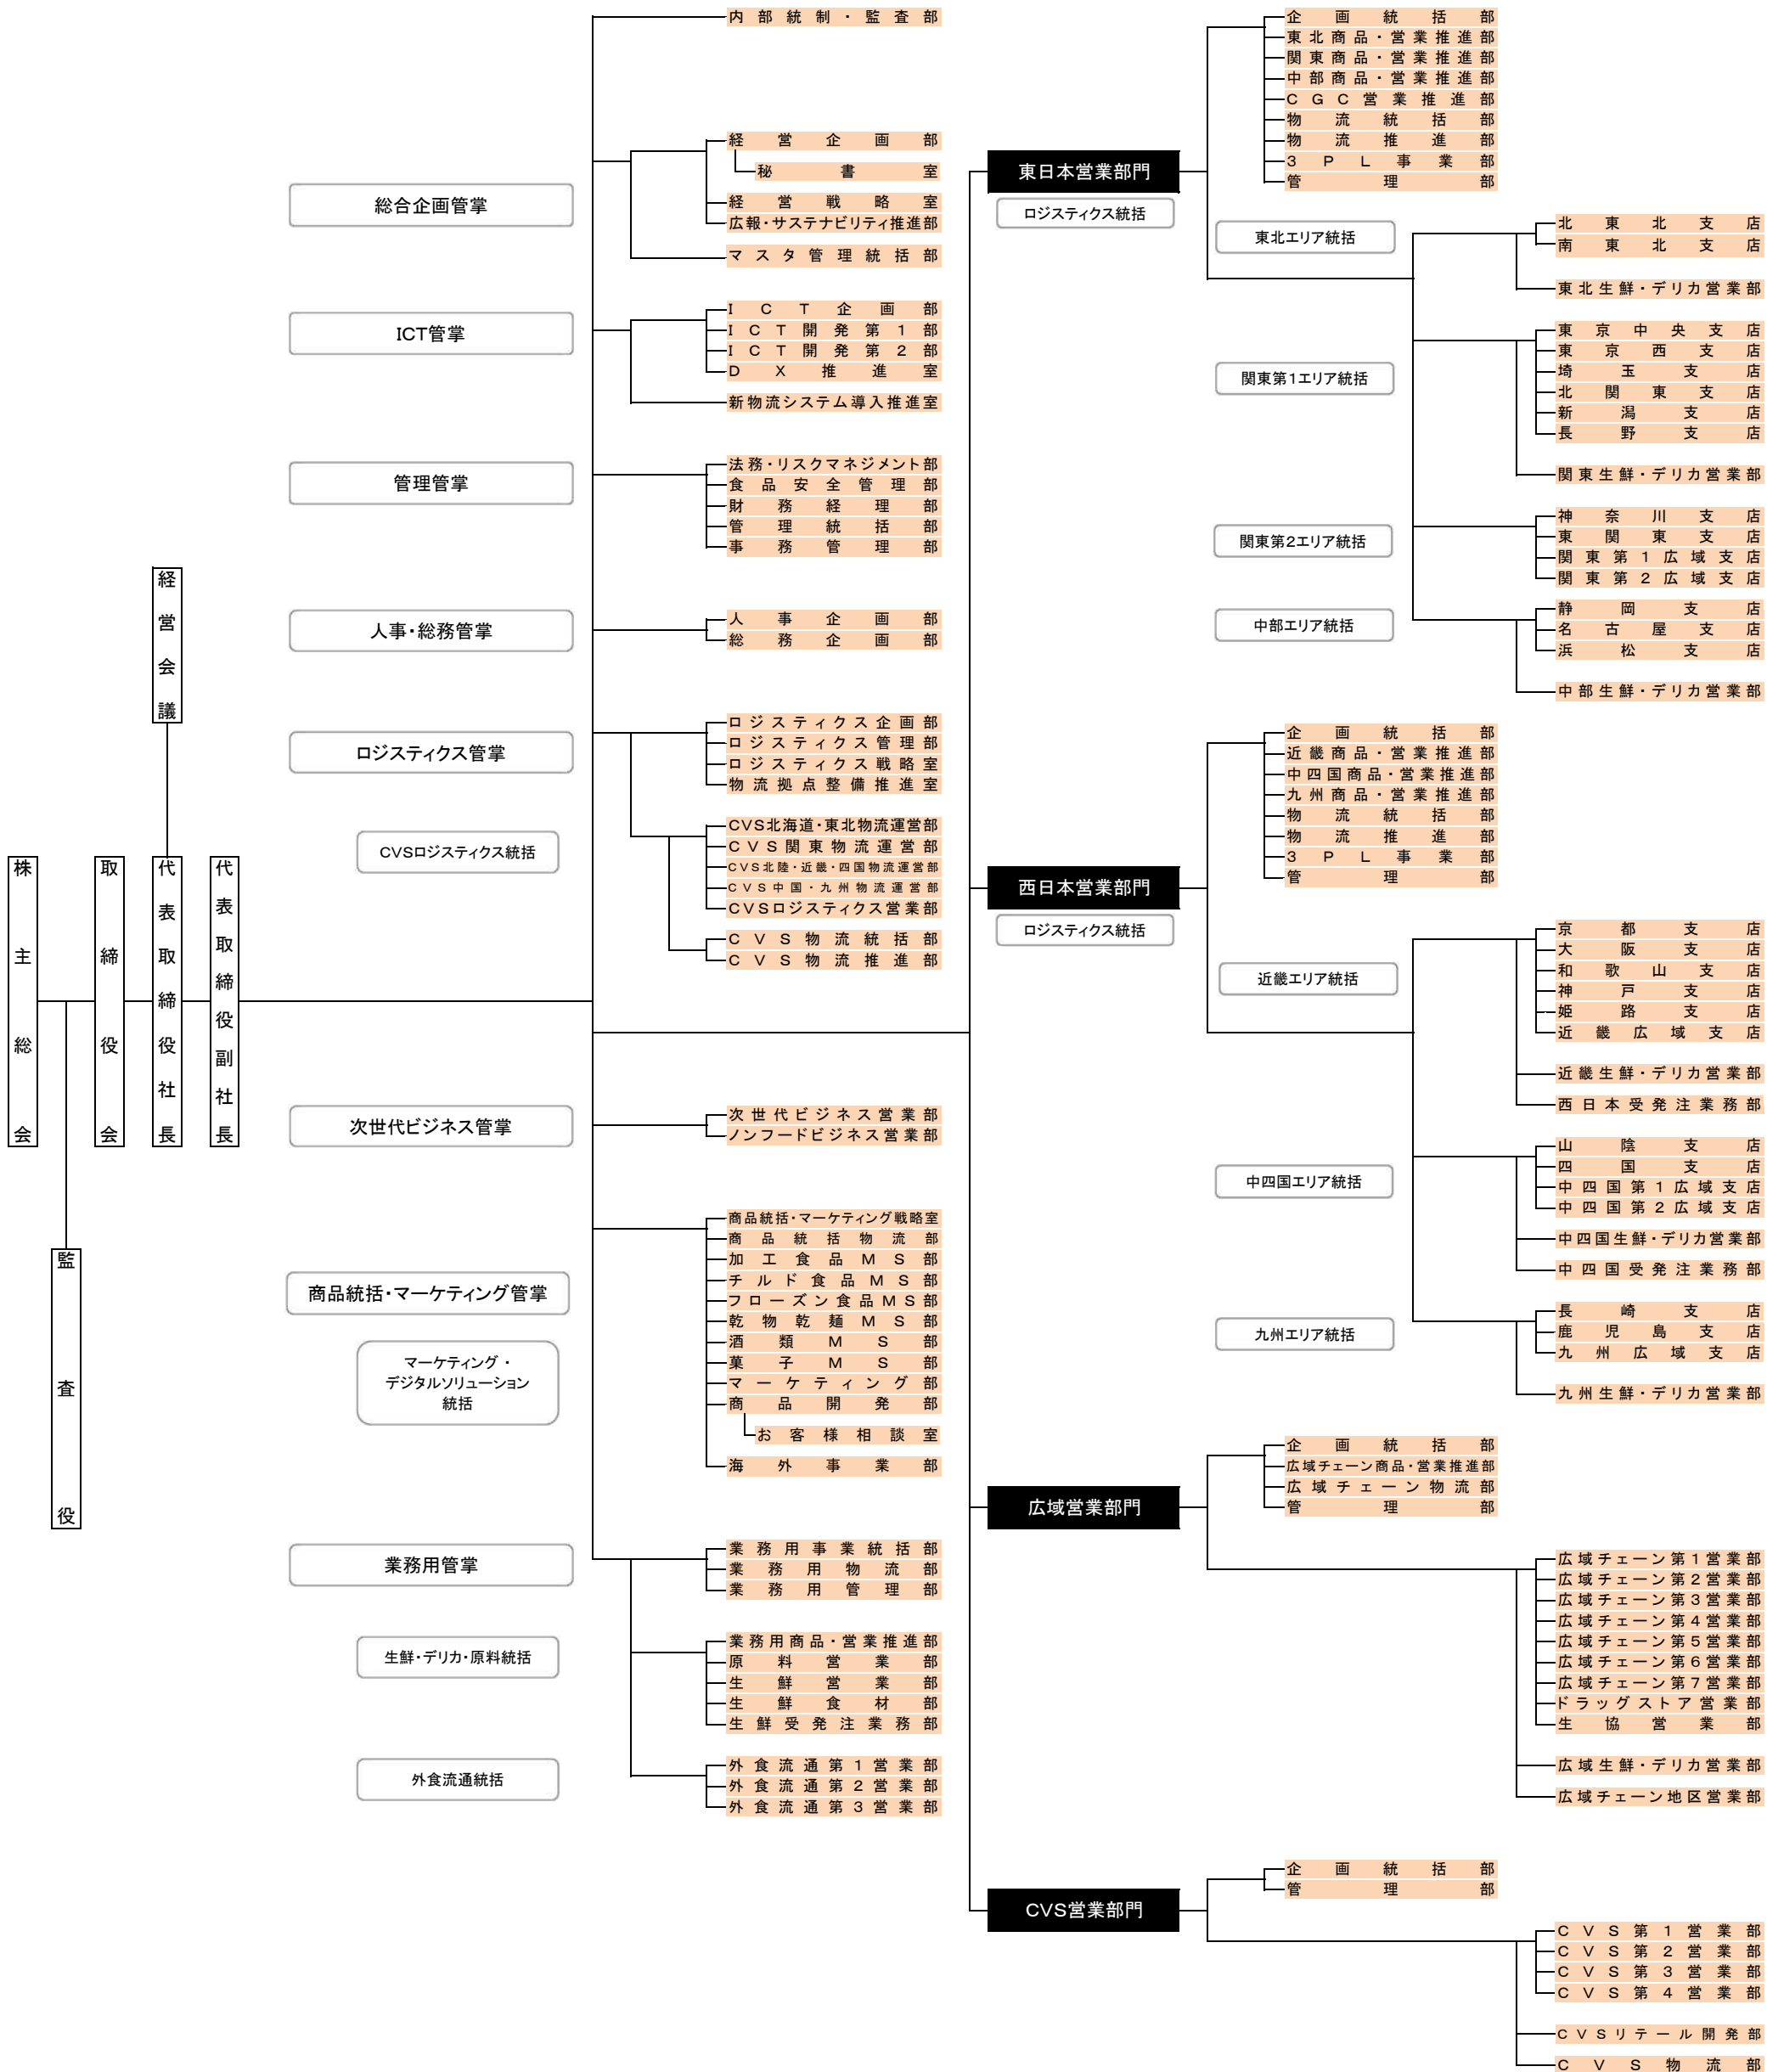 株主総会
監査役
取締役会
経営会議
代表取締役社長
代表取締役副社長
内部統制・監査部
総合企画管掌
経営企画部
秘書室
経営戦略室
広報・サステナビリティ推進部
マスタ管理統括部
ICT管掌
ICT企画部
ICT開発第1部
ICT開発第2部
DX推進室
新物流システム導入推進室
管理管掌
法務・リスクマネジメント部
食品安全管理部
財務経理部
管理統括部
事務管理部
人事・総務管掌
人事企画部
総務企画部
ロジスティクス管掌
ロジスティクス企画部
ロジスティクス管理部
ロジスティクス戦略室
物流拠点整備推進室
CVSロジスティクス統括
CVS北海道・東北物流運営部
CVS関東物流運営部
CVS北陸・近畿・四国物流運営部
CVS中国・九州物流運営部
CVSロジスティクス営業部
CVS物流統括部
CVS物流推進部
次世代ビジネス管掌
次世代ビジネス営業部
ノンフードビジネス営業部
商品統括・マーケティング管掌
マーケティング・
デジタルソリューション
統括
商品統括・マーケティング戦略室
商品統括物流部
加工食品MS部
チルド食品MS部
フローズン食品MS部
乾物乾麺MS部
酒類MS部
菓子MS部
マーケティング部
商品開発部
お客様相談室
海外事業部
業務用管掌
業務用事業統括部
業務用物流部
業務用管理部
生鮮・デリカ・原料統括
業務用商品・営業推進部
原料営業部
生鮮営業部
生鮮食材部
生鮮受発注業務部
外食流通統括
外食流通第1営業部
外食流通第2営業部
外食流通第3営業部
東日本営業部門
ロジスティクス統括
企画統括部
東北商品・営業推進部
関東商品・営業推進部
中部商品・営業推進部
CGC営業推進部
物流統括部
物流推進部
3PL事業部
管理部
東北エリア統括
北東北支店
南東北支店
東北生鮮・デリカ営業部
関東第1エリア統括
東京中央支店
東京西支店
埼玉支店
北関東支店
新潟支店
長野支店
関東生鮮・デリカ営業部
関東第2エリア統括
神奈川支店
東関東支店
関東第1広域支店
関東第2広域支店
中部エリア統括
静岡支店
名古屋支店
浜松支店
中部生鮮・デリカ営業部
西日本営業部門
ロジスティクス統括
企画統括部
近畿商品・営業推進部
中四国商品・営業推進部
九州商品・営業推進部
物流統括部
物流推進部
3PL事業部
管理部
近畿エリア統括
京都支店
大阪支店
和歌山支店
神戸支店
姫路支店
近畿広域支店
近畿生鮮・デリカ営業部
西日本受発注業務部
中四国エリア統括
山陰支店
四国支店
中四国第1広域支店
中四国第2広域支店
中四国生鮮・デリカ営業部
中四国受発注業務部
九州エリア統括
長崎支店
鹿児島支店
九州広域支店
九州生鮮・デリカ営業部
広域営業部門
企画統括部
広域チェーン商品・営業推進部
広域チェーン物流部
管理部
広域チェーン第1営業部
広域チェーン第2営業部
広域チェーン第3営業部
広域チェーン第4営業部
広域チェーン第5営業部
広域チェーン第6営業部
広域チェーン第7営業部
ドラッグストア営業部
生協営業部
広域生鮮・デリカ営業部
広域チェーン地区営業部
CVS営業部門
企画統括部
管理部
CVS第1営業部
CVS第2営業部
CVS第3営業部
CVS第4営業部
CVSリテール開発部
CVS物流部